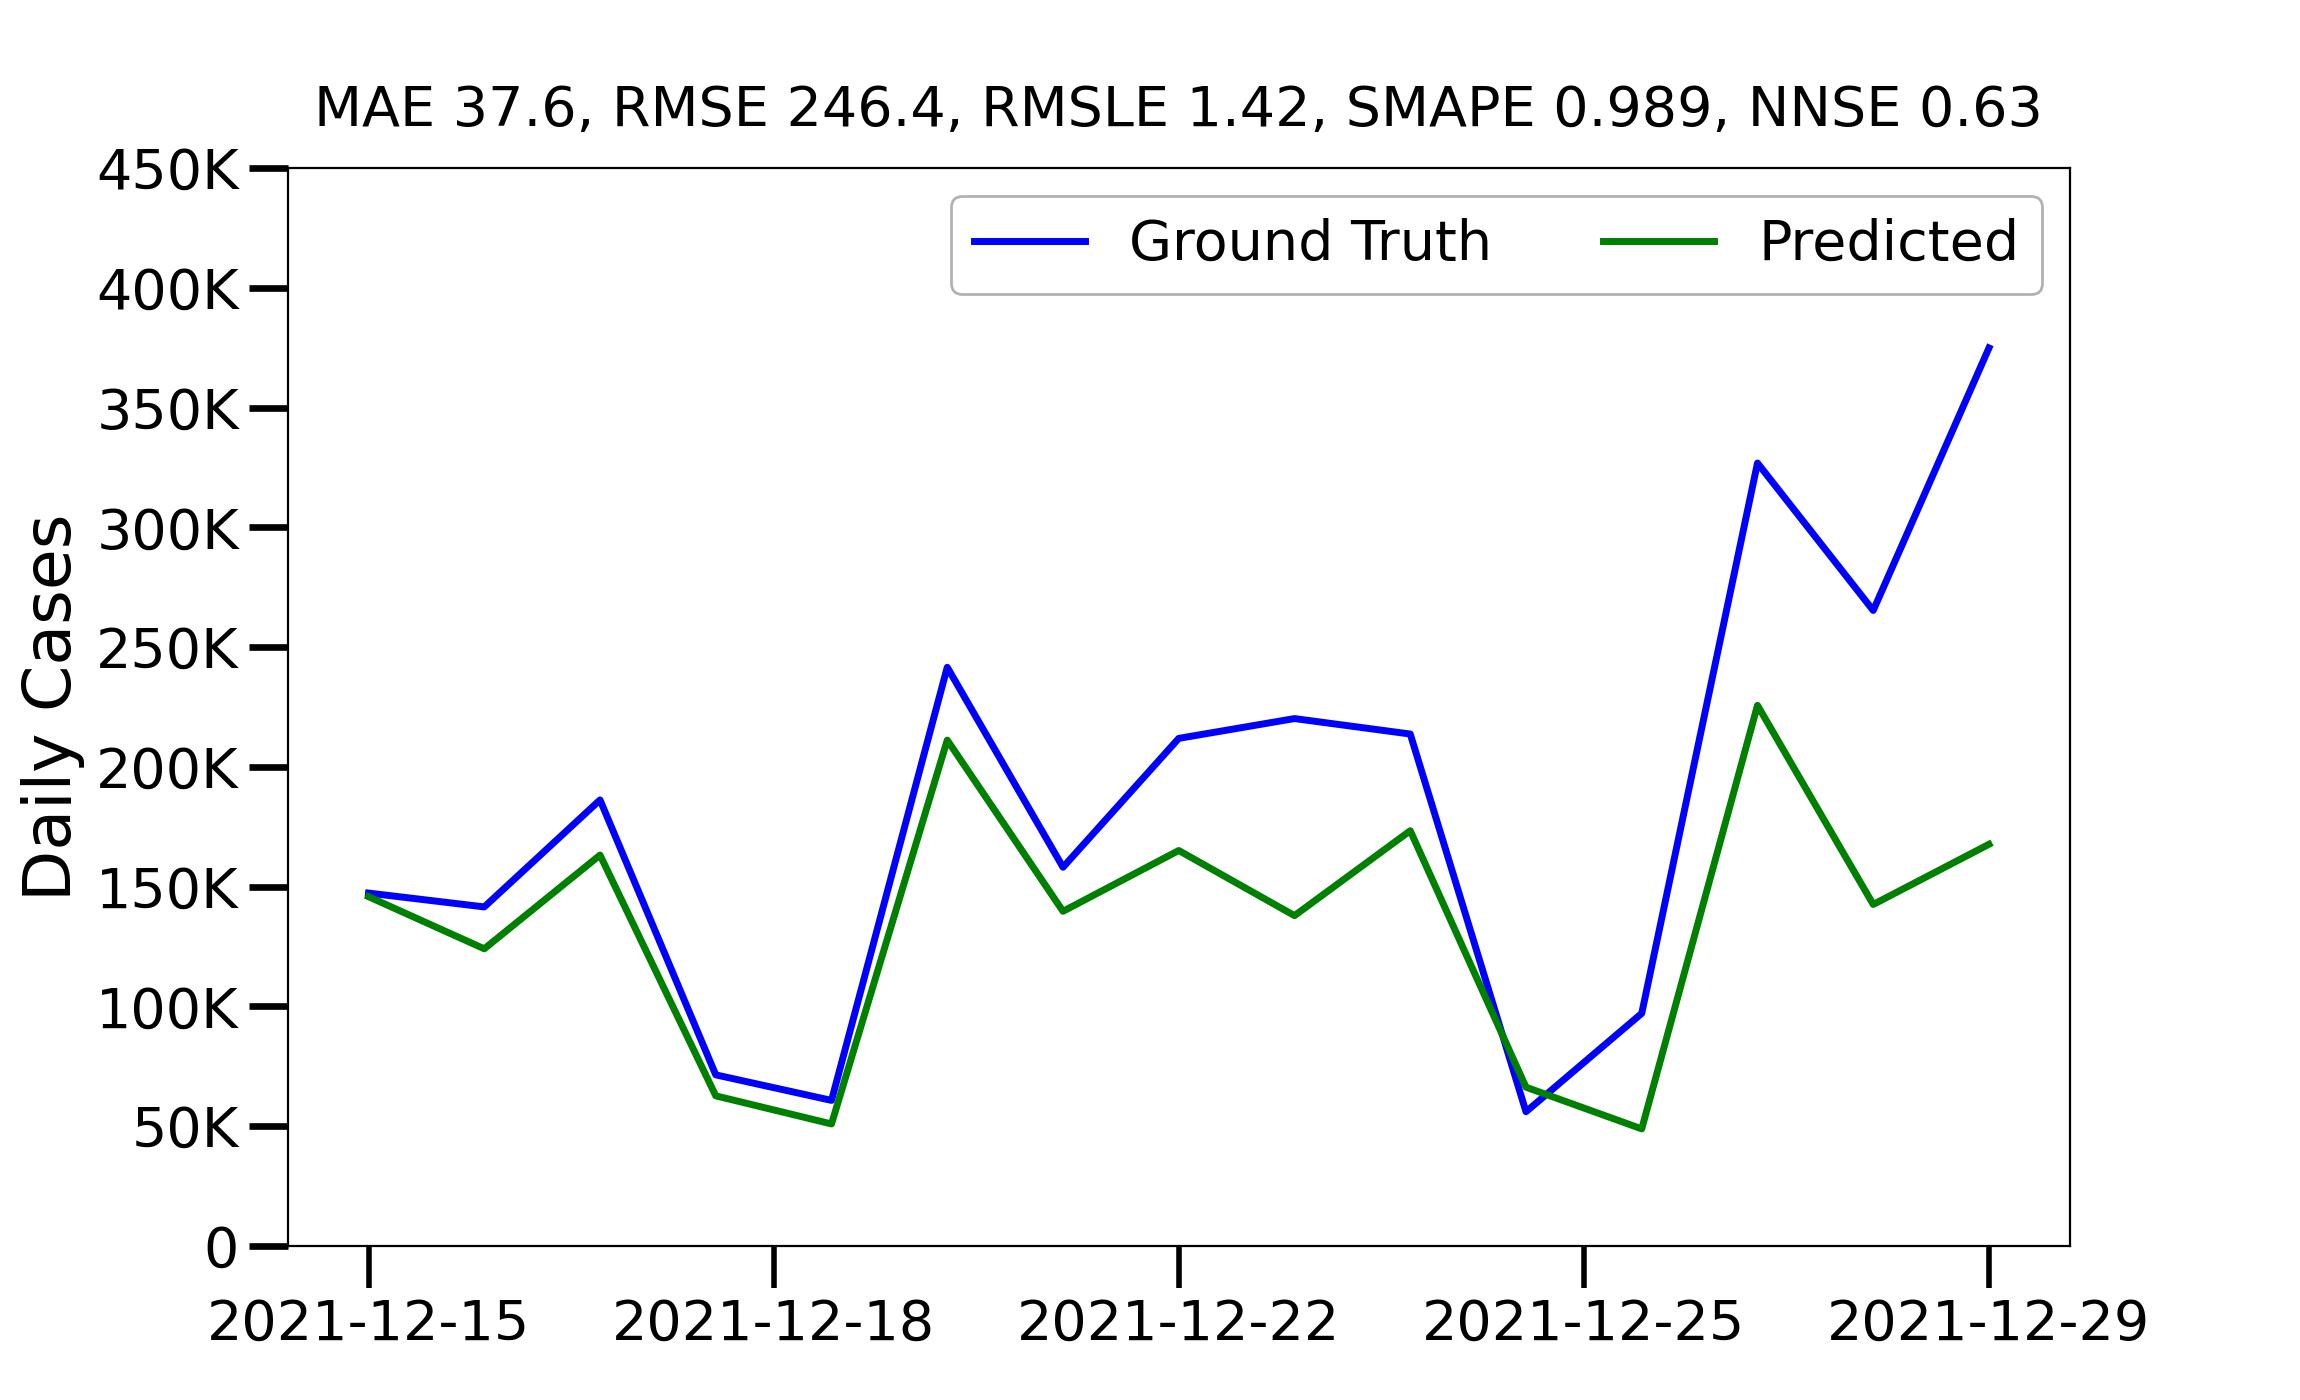 MAE 37.6, RMSE 246.4, RMSLE 1.42, SMAPE 0.989, NNSE 0.63
Ground Truth
Predicted
Daily Cases
450K
400K
350K
300K
250K
200K
150K
100K
50K
0
2021-12-15
2021-12-18
2021-12-22
2021-12-25
2021-12-29